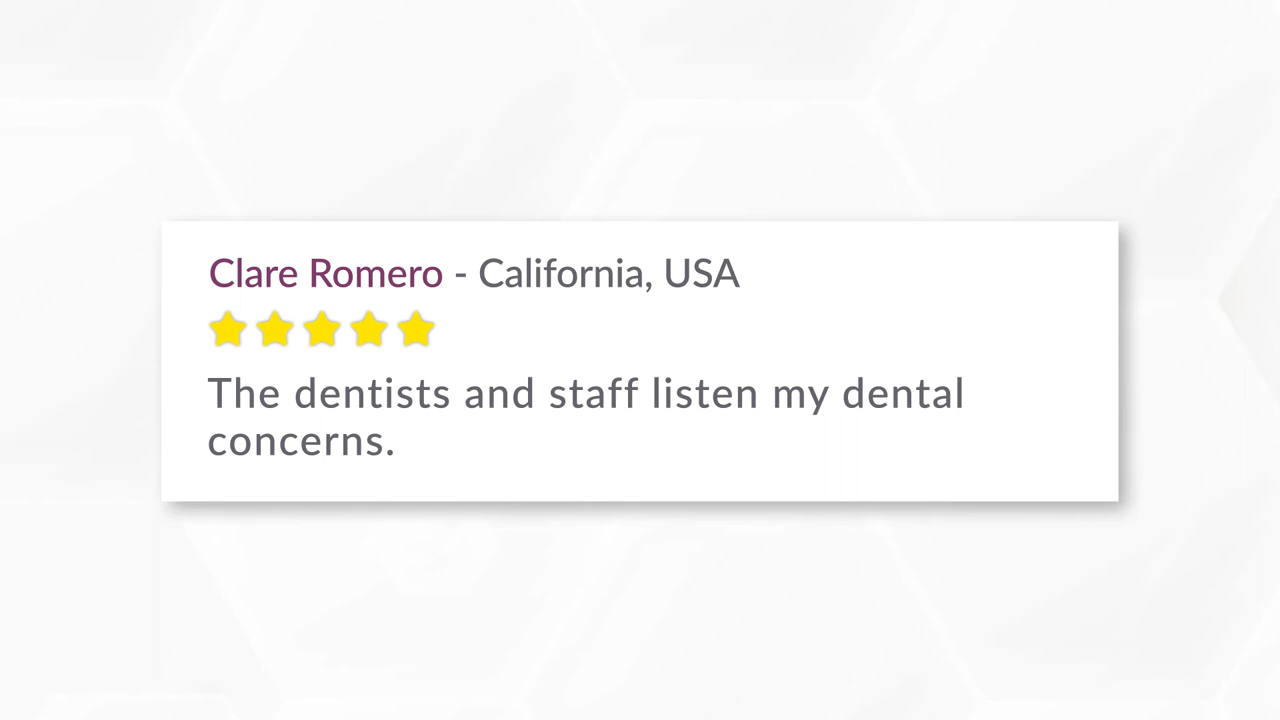 Clare Romero - California, USA
The dentists and staff listen my dental
concerns.